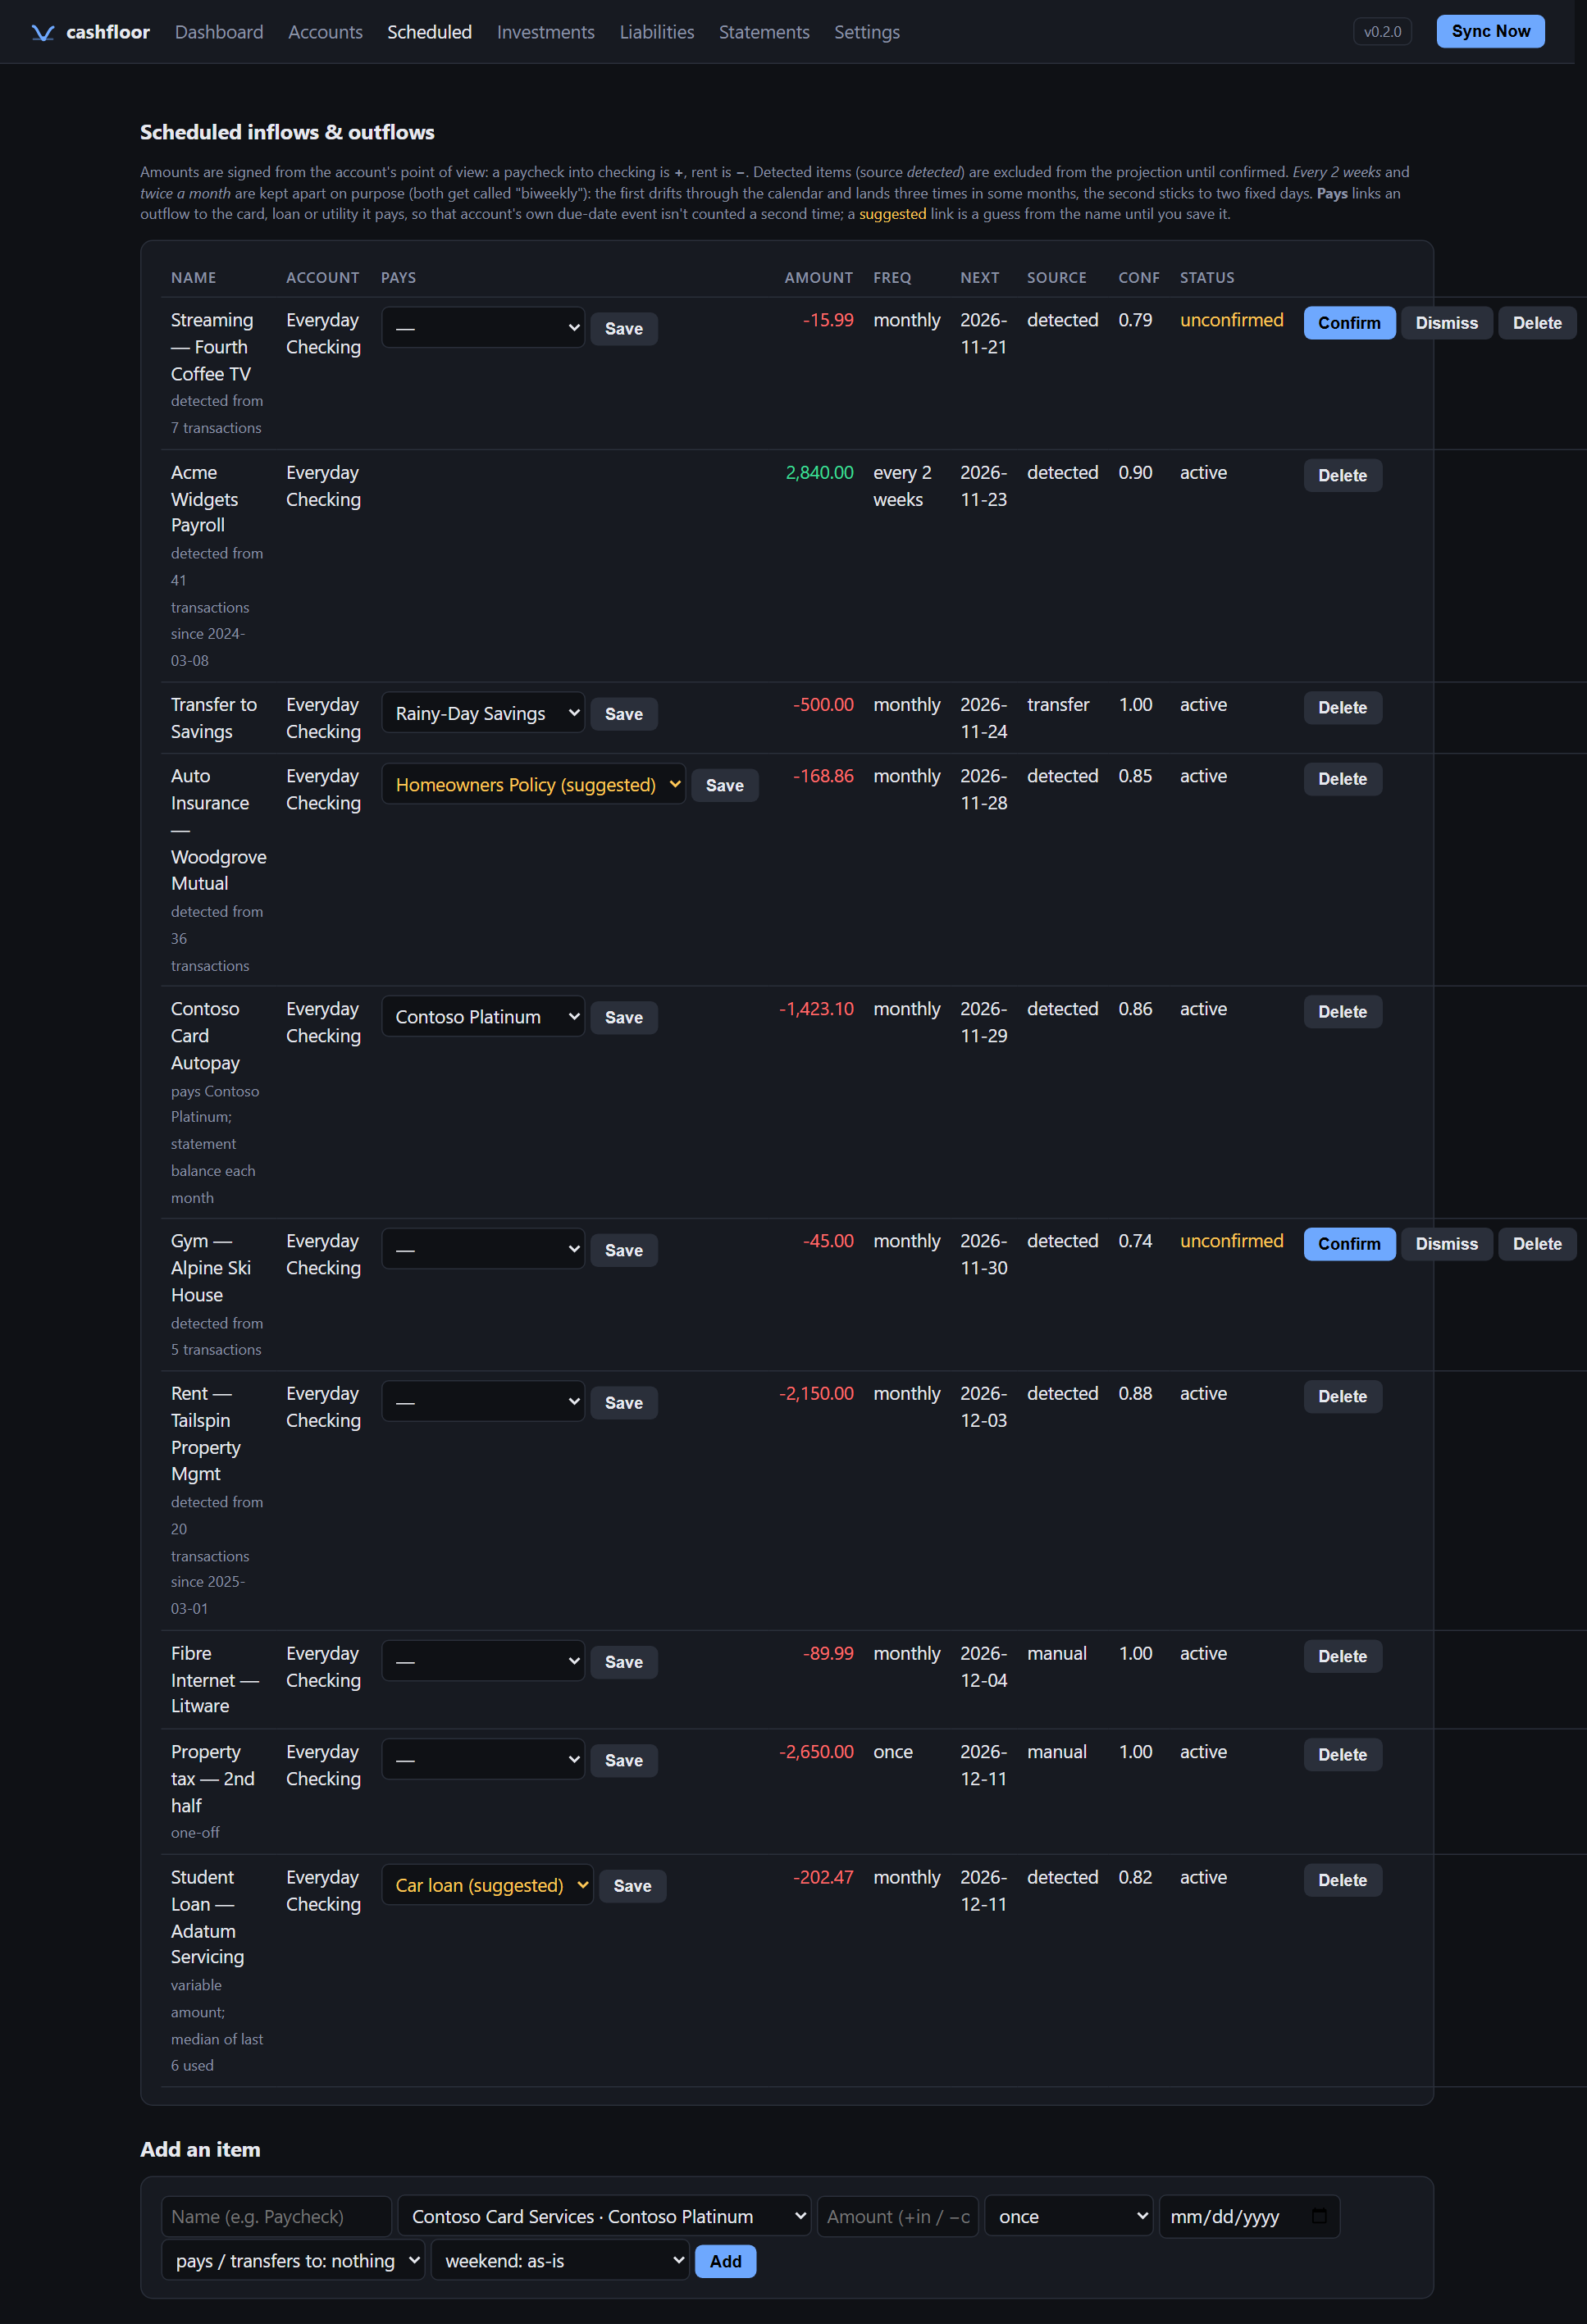 cashfloor Dashboard Accounts Scheduled Investments Liabilities Statements Settings v0.2.0 Sync Now
Scheduled inflows & outflows
Amounts are signed from the account's point of view: a paycheck into checking is +, rent is −. Detected items (source detected) are excluded from the projection until confirmed. Every 2 weeks and
twice a month are kept apart on purpose (both get called "biweekly"): the first drifts through the calendar and lands three times in some months, the second sticks to two fixed days. Pays links an
outflow to the card, loan or utility it pays, so that account's own due-date event isn't counted a second time; a suggested link is a guess from the name until you save it.
NAME ACCOUNT PAYS AMOUNT FREQ NEXT SOURCE CONF STATUS
Streaming Everyday — Save -15.99 monthly 2026- detected 0.79 unconfirmed Confirm Dismiss Delete
— Fourth Checking 11-21
Coffee TV
detected from
7 transactions
Acme Everyday 2,840.00 every 2 2026- detected 0.90 active Delete
Widgets Checking weeks 11-23
Payroll
detected from
41
transactions
since 2024-
03-08
Transfer to Everyday Rainy-Day Savings Save -500.00 monthly 2026- transfer 1.00 active Delete
Savings Checking 11-24
Auto Everyday Homeowners Policy (suggested) Save -168.86 monthly 2026- detected 0.85 active Delete
Insurance Checking 11-28
—
Woodgrove
Mutual
detected from
36
transactions
Contoso Everyday Contoso Platinum Save -1,423.10 monthly 2026- detected 0.86 active Delete
Card Checking 11-29
Autopay
pays Contoso
Platinum;
statement
balance each
month
Gym — Everyday — Save -45.00 monthly 2026- detected 0.74 unconfirmed Confirm Dismiss Delete
Alpine Ski Checking 11-30
House
detected from
5 transactions
Rent — Everyday — Save -2,150.00 monthly 2026- detected 0.88 active Delete
Tailspin Checking 12-03
Property
Mgmt
detected from
20
transactions
since 2025-
03-01
Fibre Everyday — Save -89.99 monthly 2026- manual 1.00 active Delete
Internet — Checking 12-04
Litware
Property Everyday — Save -2,650.00 once 2026- manual 1.00 active Delete
tax — 2nd Checking 12-11
half
one-off
Student Everyday Car loan (suggested) Save -202.47 monthly 2026- detected 0.82 active Delete
Loan — Checking 12-11
Adatum
Servicing
variable
amount;
median of last
6 used
Add an item
Name (e.g. Paycheck) Contoso Card Services · Contoso Platinum Amount (+in / −c once mm/dd/yyyy
pays / transfers to: nothing weekend: as-is Add